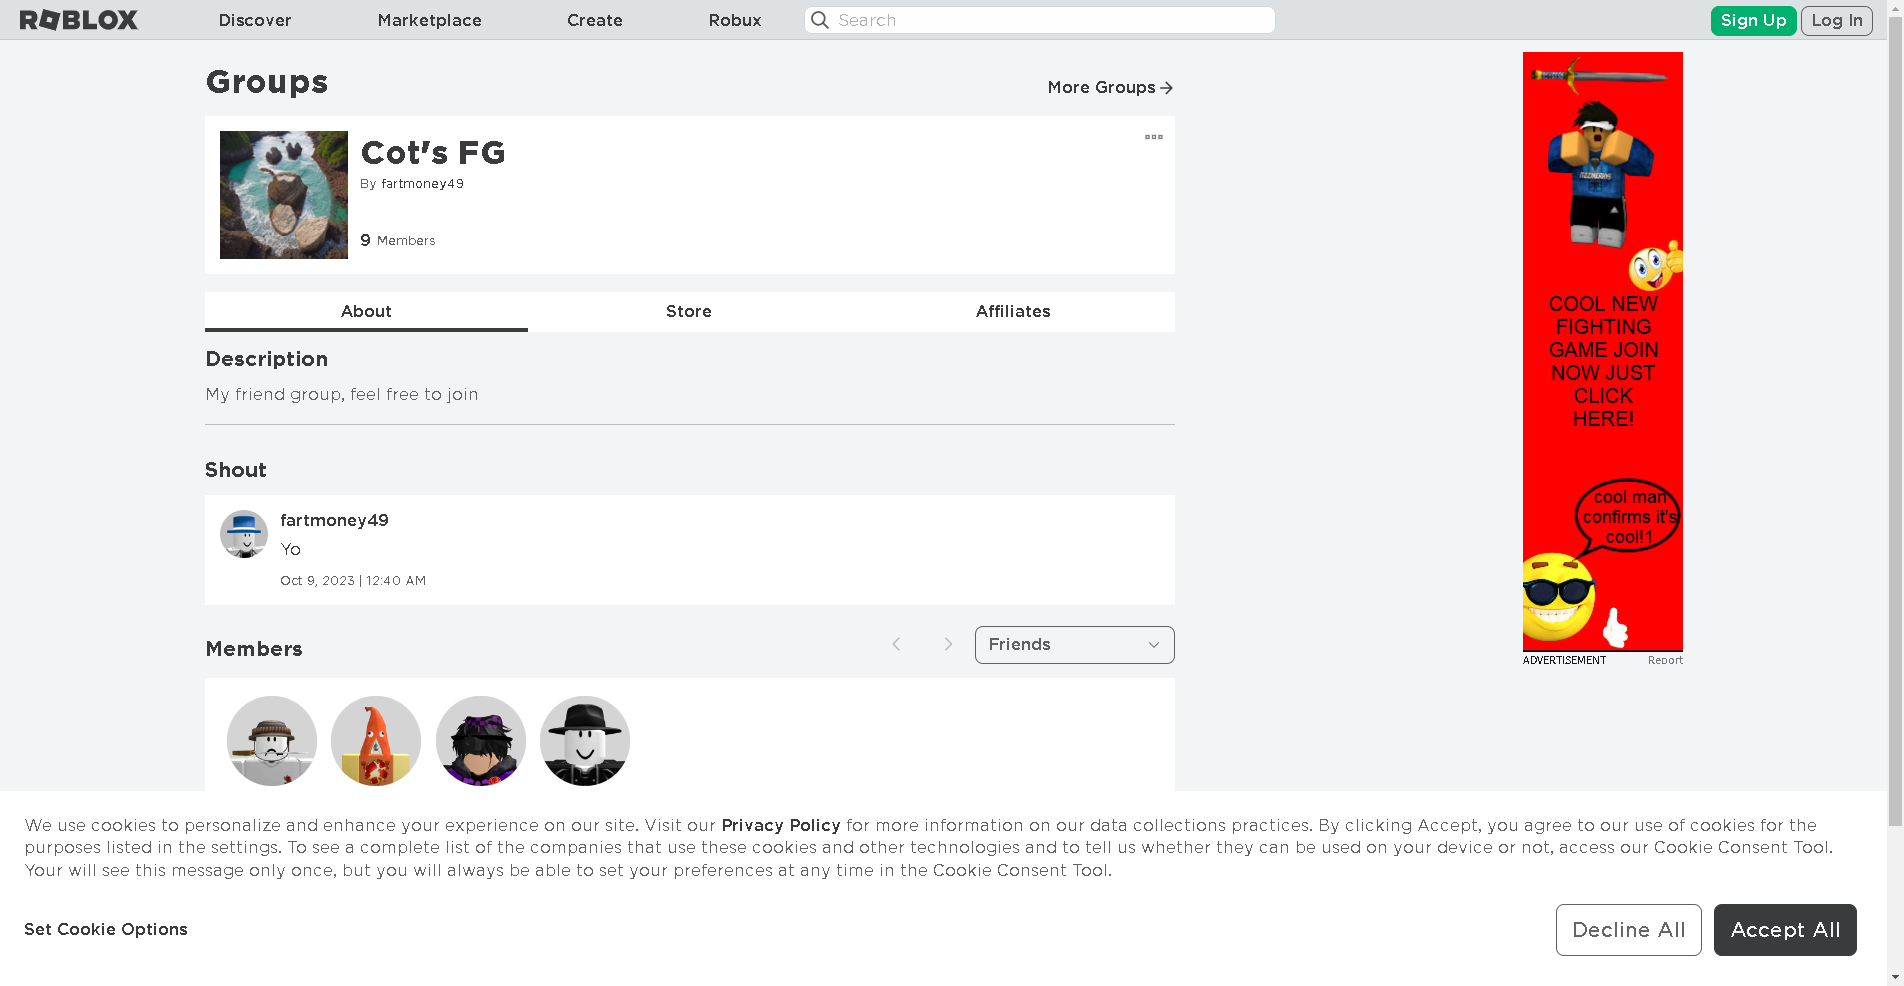 ROBLOX
Discover
Marketplace
Create
Robux
Search
Sign Up
Log In
Groups
More Groups
Cot's FG
By fartmoney49
9 Members
About
Store
Affiliates
Description
My friend group, feel free to join
Shout
fartmoney49
Yo
Oct 9, 2023 | 12:40 AM
Members
Friends
COOL NEW
FIGHTING
GAME JOIN
NOW JUST
CLICK
HERE!
cool man
confirms it's
cool!1
ADVERTISEMENT
Report
We use cookies to personalize and enhance your experience on our site. Visit our Privacy Policy for more information on our data collections practices. By clicking Accept, you agree to our use of cookies for the
purposes listed in the settings. To see a complete list of the companies that use these cookies and other technologies and to tell us whether they can be used on your device or not, access our Cookie Consent Tool.
Your will see this message only once, but you will always be able to set your preferences at any time in the Cookie Consent Tool.
Set Cookie Options
Decline All
Accept All